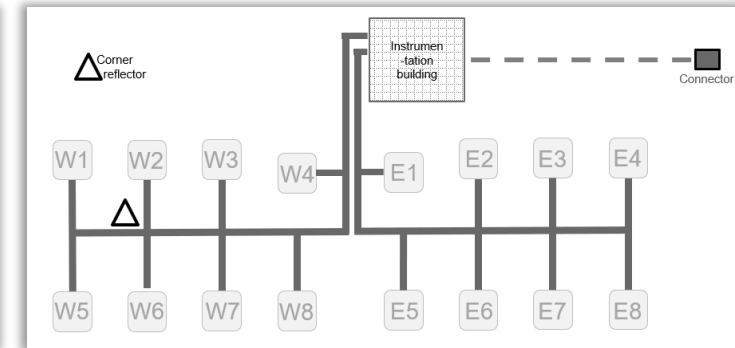 Instrumen
-tation
building
Corner
reflector
Connector
W1 W2 W3 W4 E1 E2 E3 E4
W5 W6 W7 W8 E5 E6 E7 E8